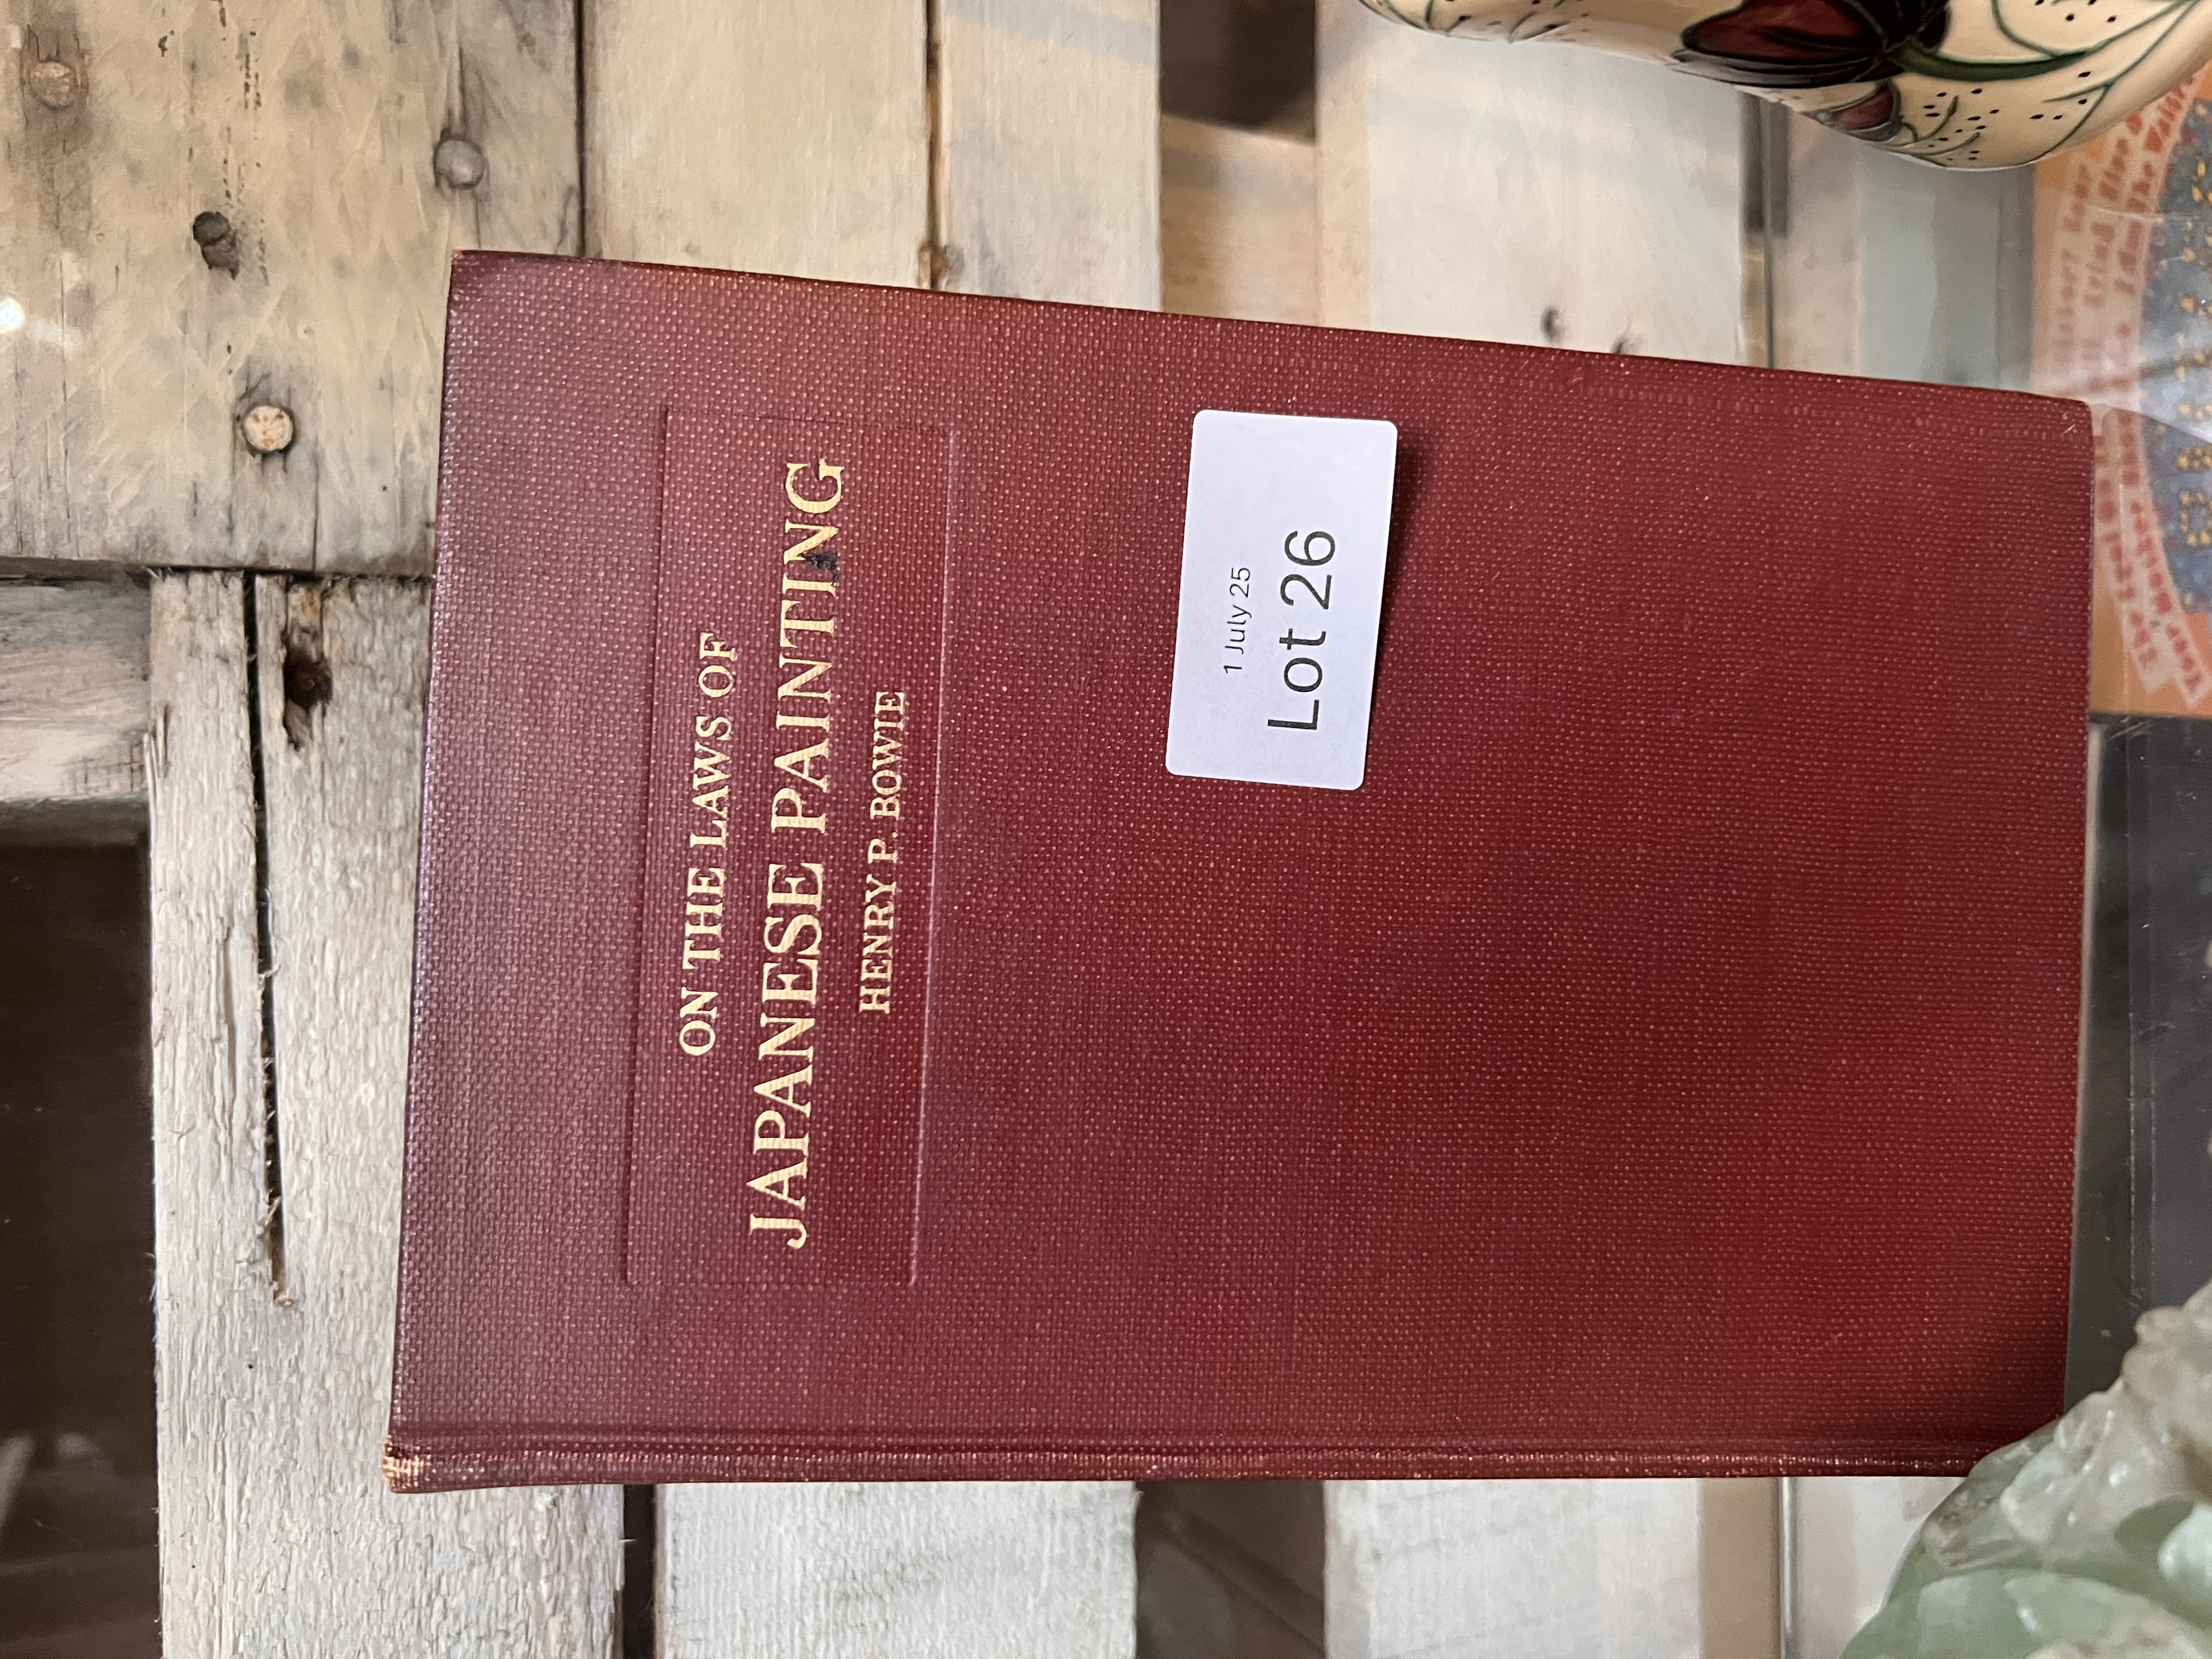 ON THE LAWS OF
JAPANESE PAINTING
HENRY P. BOWIE
1 July 25
Lot 26